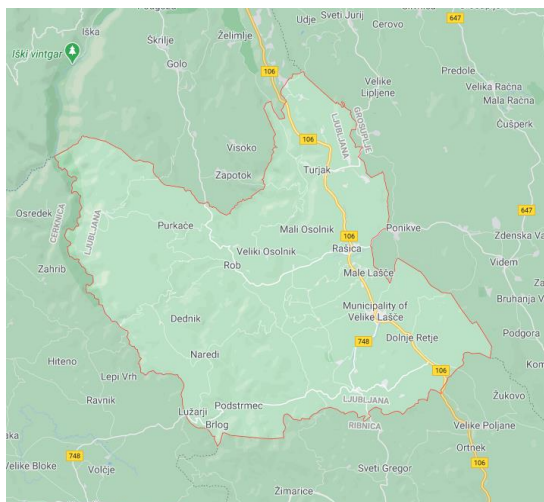 Iška
Iški vintgar
Škrilje
Golo
Želimlje
Udje
Sveti Jurij
Cerovo
647
106
Velike
Lipljene
Predole
Velika Račna
Mala Račna
Čušperk
Visoko
Zapotok
106
LJUBLJANA
GROSUPLJE
Turjak
Osredek
CERKNICA
LJUBLJANA
Purkače
Mali Osolnik
Veliki Osolnik
Rob
106
Rašica
Ponikve
647
Zdenska Va
Videm
Zahrib
Male Lašče
Bruhanja V
Municipality of
Velike Lašče
Dednik
Dolnje Retje
Podgora
748
Naredi
Hiteno
Lepi Vrh
Ravnik
106
Kom
Lužarji
Podstrmec
Brlog
LJUBLJANA
RIBNICA
Žukovo
Velike Poljane
Ortnek
aka
748
Velike Bloke
Volčje
Sveti Gregor
106
Zimarice